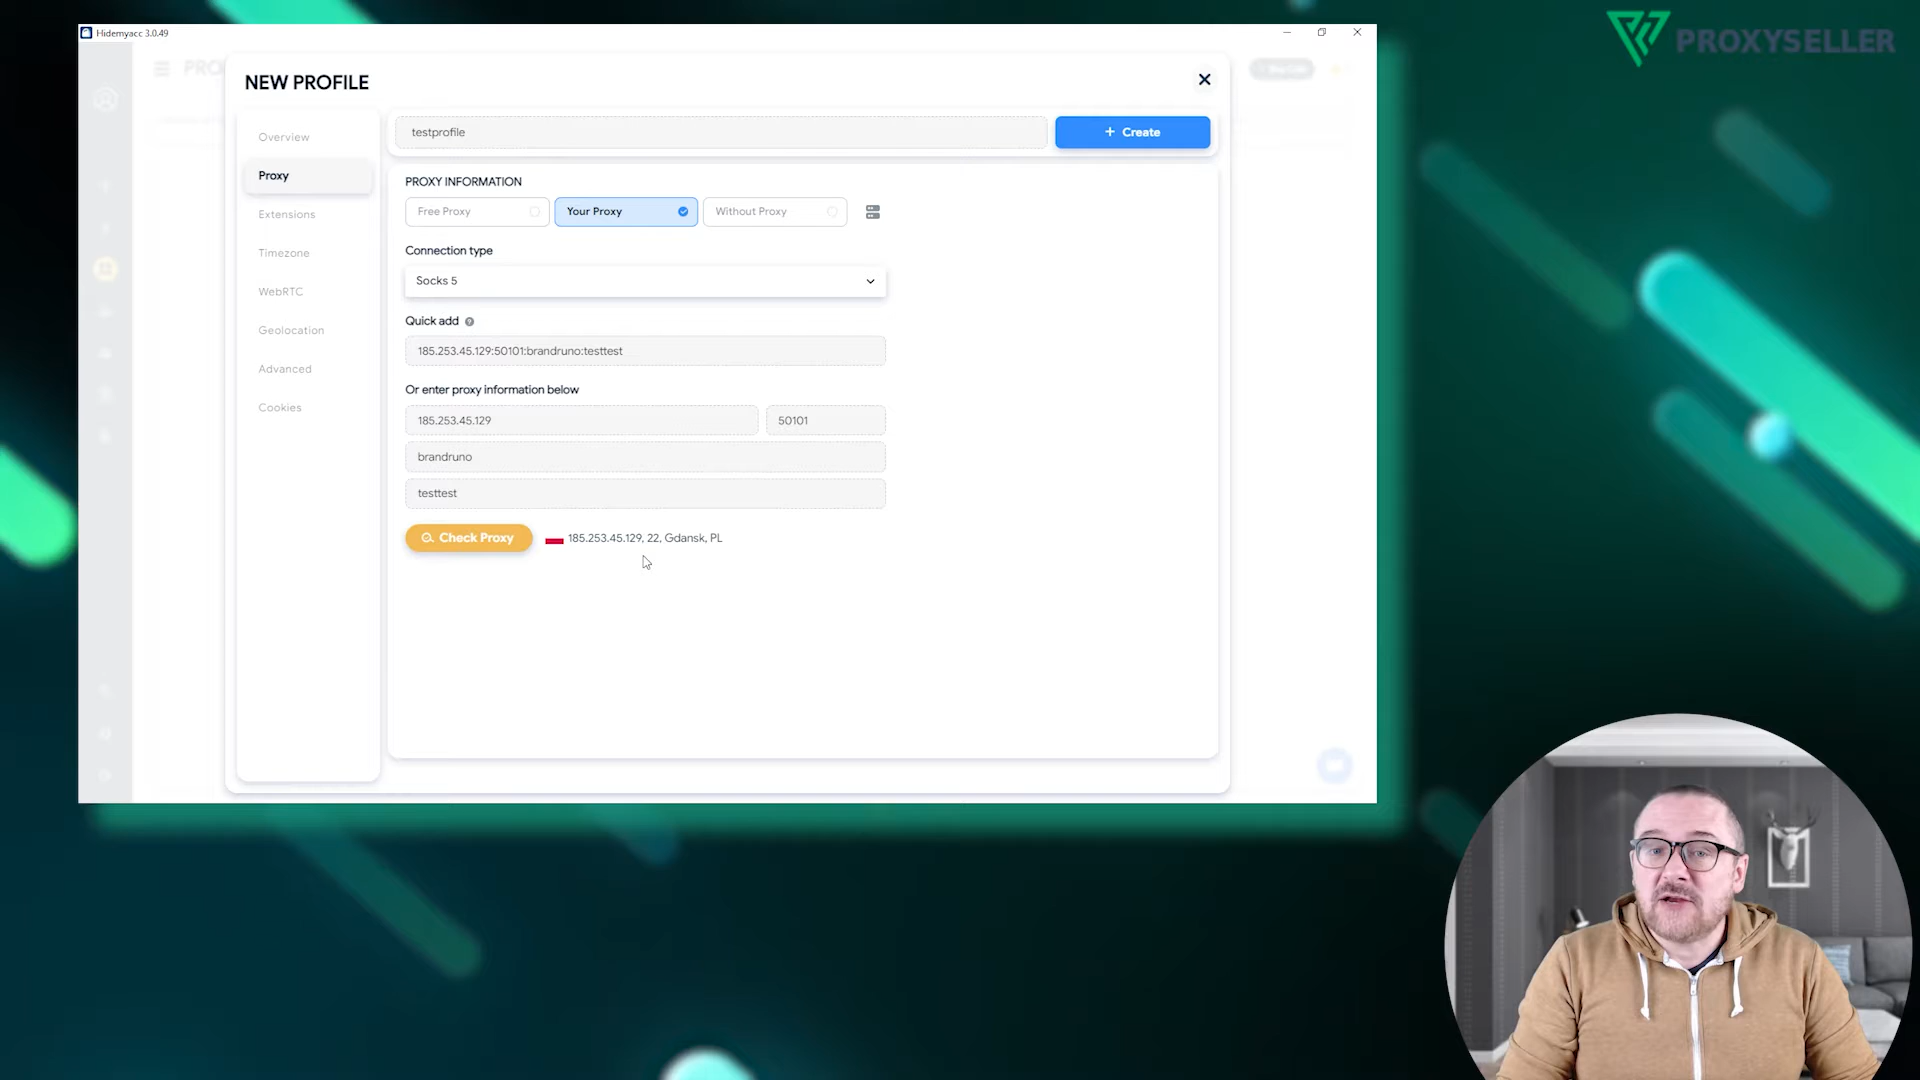 Hidemyacc 3.0.49
PROXYSELLER
NEW PROFILE
Overview
Proxy
Extensions
Timezone
WebRTC
Geolocation
Advanced
Cookies
testprofile
+ Create
PROXY INFORMATION
Free Proxy
Your Proxy
Without Proxy
Connection type
Socks 5
Quick add
185.253.45.129:50101:brandruno:testtest
Or enter proxy information below
185.253.45.129
50101
brandruno
testtest
Check Proxy
185.253.45.129, 22, Gdansk, PL